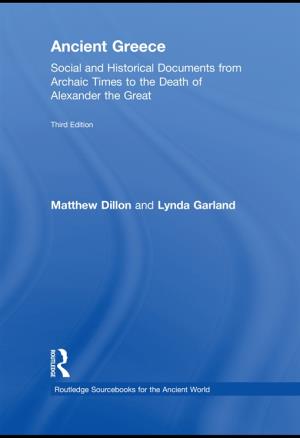 Ancient Greece
Social and Historical Documents from
Archaic Times to the Death of
Alexander the Great
Third Edition
Matthew Dillon and Lynda Garland
ROUTLEDGE
Routledge Sourcebooks for the Ancient World